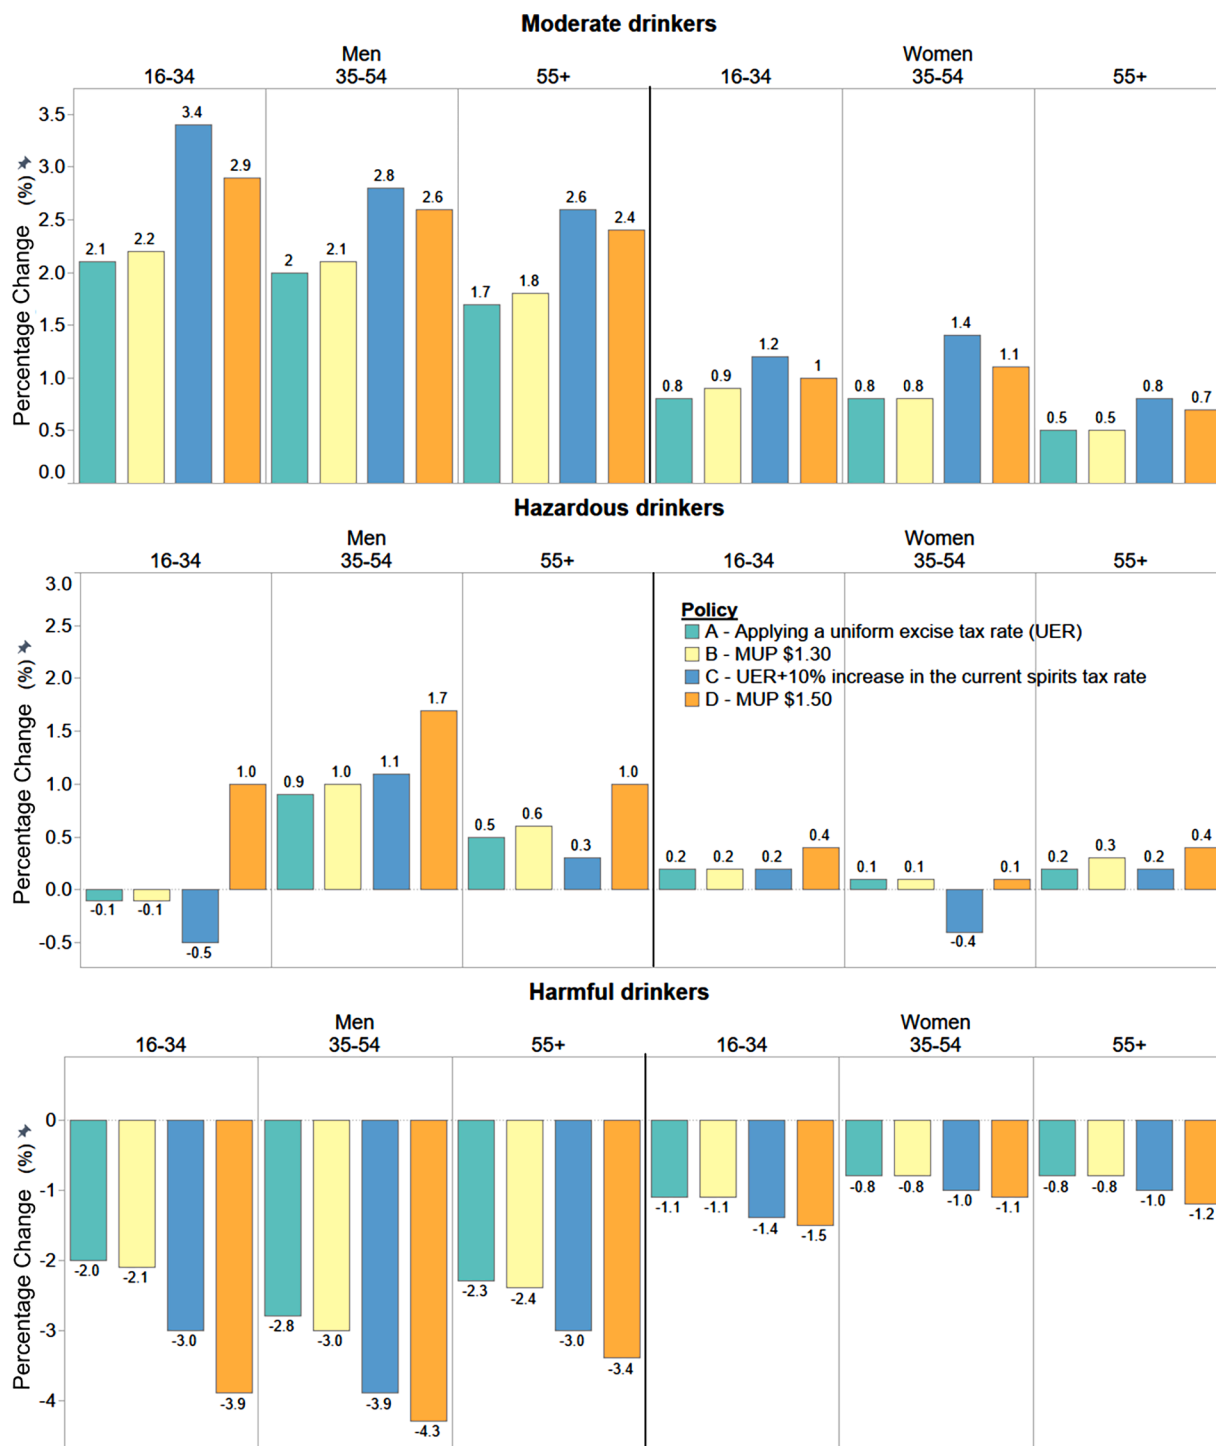 Moderate drinkers
Men
Women
16-34 35-54 55+ 16-34 35-54 55+
Percentage Change (%)
3.5
3.0
2.5
2.0
1.5
1.0
0.5
0.0
2.1 2.2 3.4 2.9 2 2.1 2.8 2.6 1.7 1.8 2.6 2.4 0.8 0.9 1.2 1 0.8 0.8 1.4 1.1 0.5 0.5 0.8 0.7
Hazardous drinkers
Men
Women
16-34 35-54 55+ 16-34 35-54 55+
Percentage Change (%)
3.0
2.5
2.0
1.5
1.0
0.5
0.0
-0.5
Policy
A - Applying a uniform excise tax rate (UER)
B - MUP $1.30
C - UER+10% increase in the current spirits tax rate
D - MUP $1.50
-0.1 -0.1 -0.5 1.0 0.9 1.0 1.1 1.7 0.5 0.6 0.3 1.0 0.2 0.2 0.2 0.4 0.1 0.1 -0.4 0.1 0.2 0.3 0.2 0.4
Harmful drinkers
Men
Women
16-34 35-54 55+ 16-34 35-54 55+
Percentage Change (%)
0
-1
-2
-3
-4
-2.0 -2.1 -3.0 -3.9 -2.8 -3.0 -3.9 -4.3 -2.3 -2.4 -3.0 -3.4 -1.1 -1.1 -1.4 -1.5 -0.8 -0.8 -1.0 -1.1 -0.8 -0.8 -1.0 -1.2